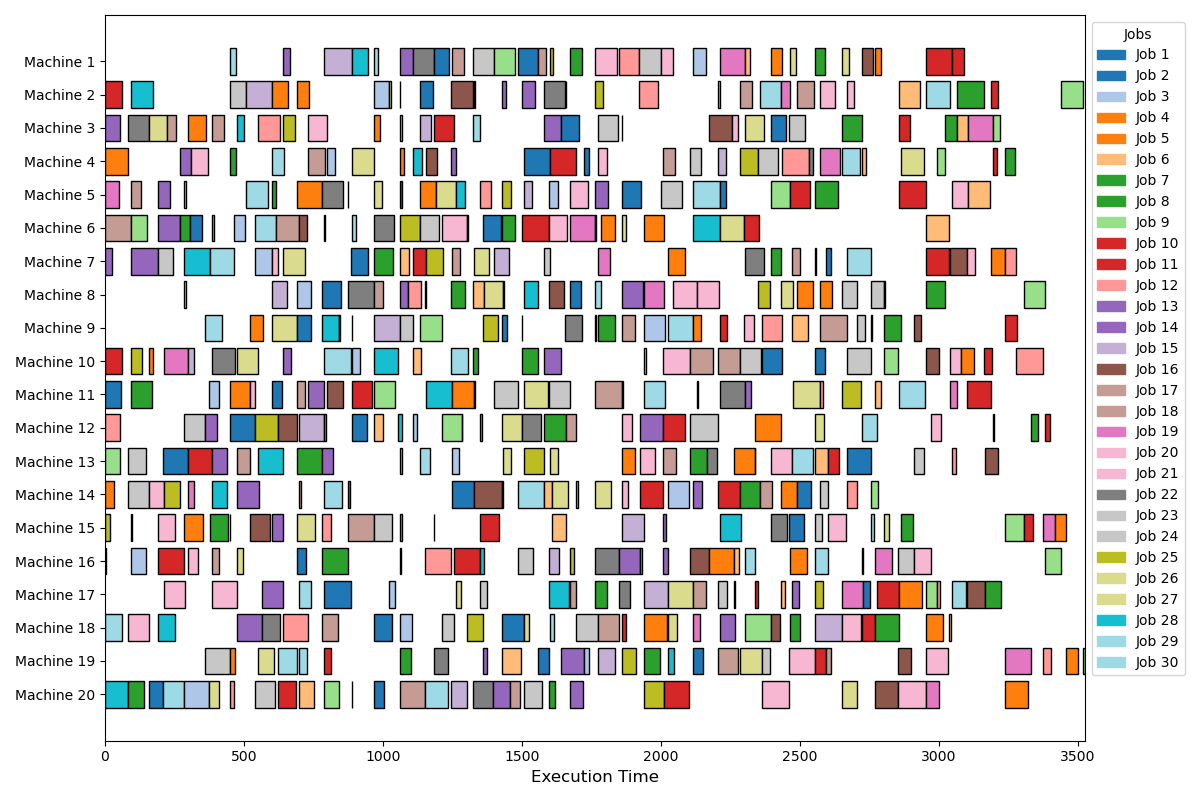 Jobs
Machine 1
Machine 2
Machine 3
Machine 4
Machine 5
Machine 6
Machine 7
Machine 8
Machine 9
Machine 10
Machine 11
Machine 12
Machine 13
Machine 14
Machine 15
Machine 16
Machine 17
Machine 18
Machine 19
Machine 20
Job 1
Job 2
Job 3
Job 4
Job 5
Job 6
Job 7
Job 8
Job 9
Job 10
Job 11
Job 12
Job 13
Job 14
Job 15
Job 16
Job 17
Job 18
Job 19
Job 20
Job 21
Job 22
Job 23
Job 24
Job 25
Job 26
Job 27
Job 28
Job 29
Job 30
0 500 1000 1500 2000 2500 3000 3500
Execution Time